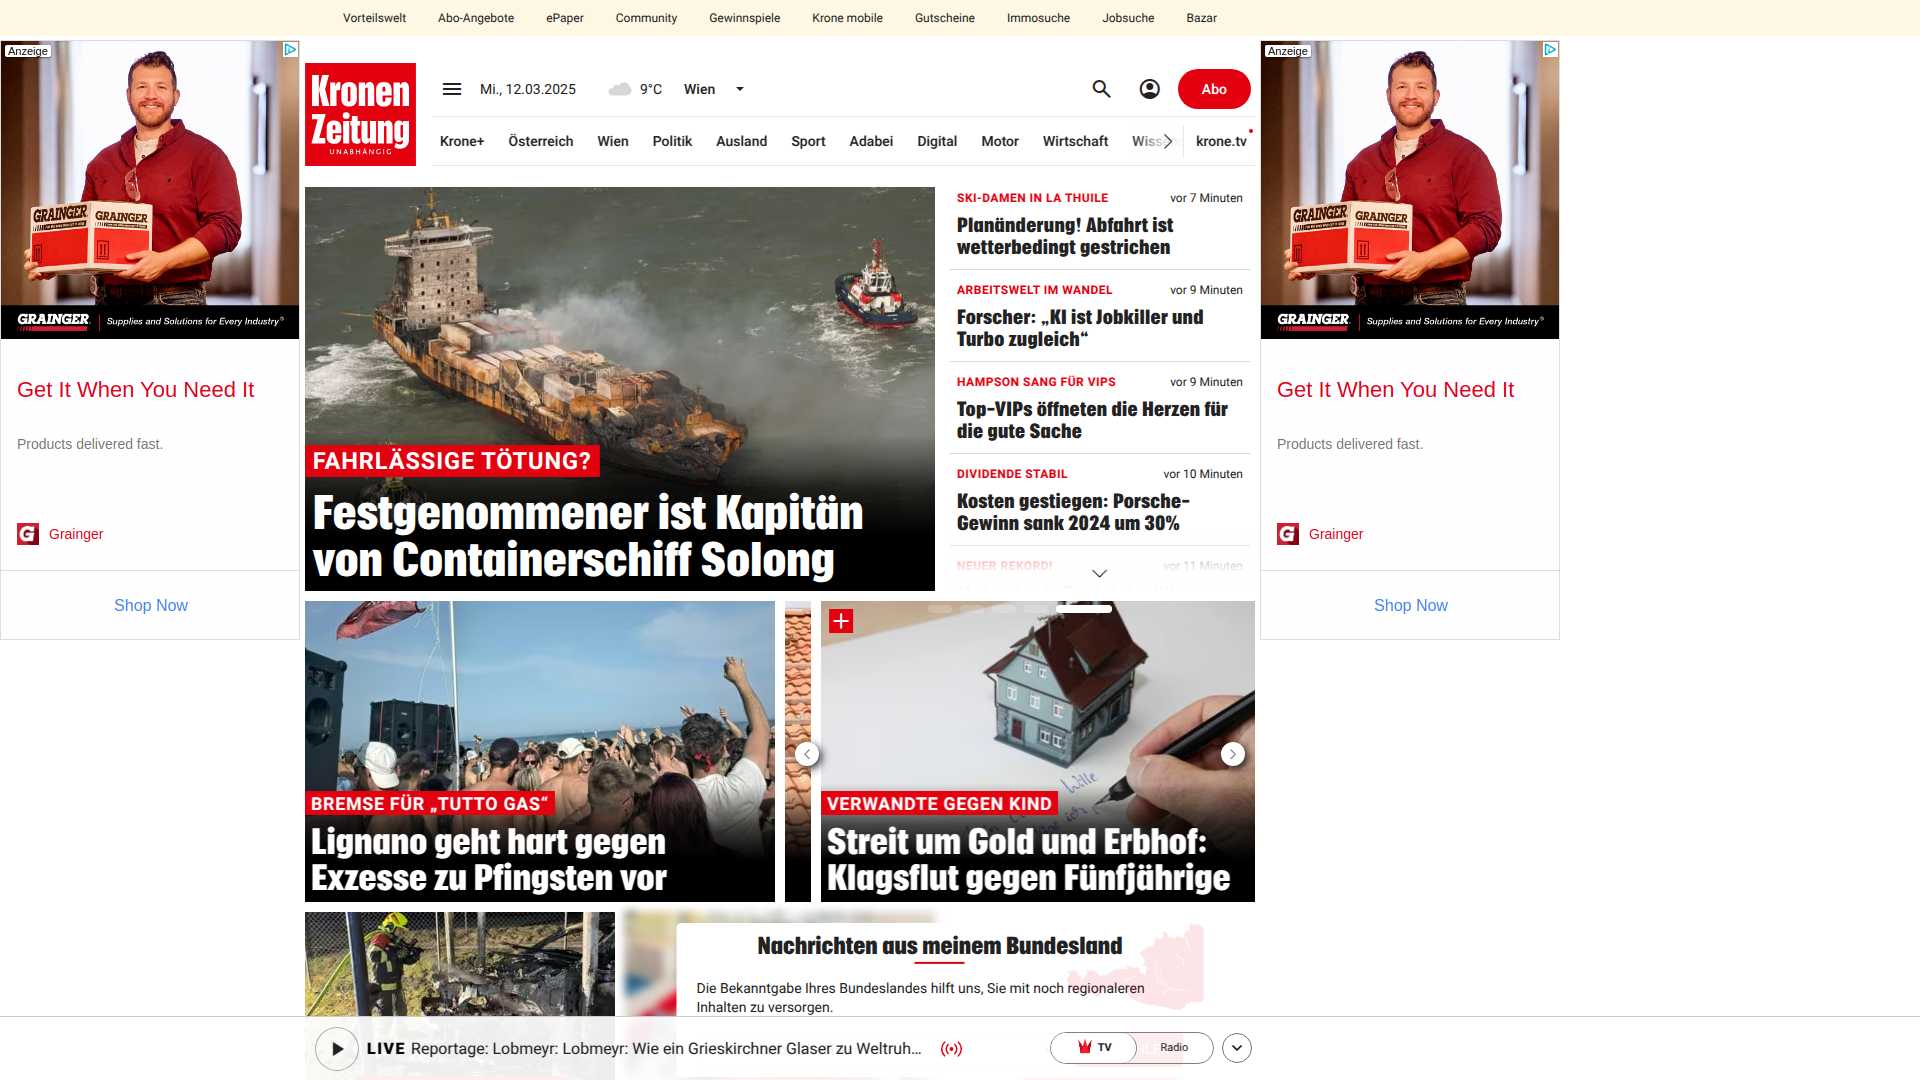 Vorteilswelt Abo-Angebote ePaper Community Gewinnspiele Krone mobile Gutscheine Immosuche Jobsuche Bazar
Anzeige
GRAINGER
GRAINGER
GRAINGER
Supplies and Solutions for Every Industry®
Get It When You Need It
Products delivered fast.
Grainger
Shop Now
Kronen
Zeitung
UNABHÄNGIG
Mi., 12.03.2025 9°C Wien
Abo
Krone+ Österreich Wien Politik Ausland Sport Adabei Digital Motor Wirtschaft krone.tv
FAHRLÄSSIGE TÖTUNG?
Festgenommener ist Kapitän
von Containerschiff Solong
SKI-DAMEN IN LA THUILE vor 7 Minuten
Planänderung! Abfahrt ist
wetterbedingt gestrichen
ARBEITSWELT IM WANDEL vor 9 Minuten
Forscher: „KI ist Jobkiller und
Turbo zugleich“
HAMPSON SANG FÜR VIPS vor 9 Minuten
Top-VIPs öffneten die Herzen für
die gute Sache
DIVIDENDE STABIL vor 10 Minuten
Kosten gestiegen: Porsche-
Gewinn sank 2024 um 30%
NEUER REKORD! vor 11 Minuten
BREMSE FÜR „TUTTO GAS“
Lignano geht hart gegen
Exzesse zu Pfingsten vor
Wille
VERWANDTE GEGEN KIND
Streit um Gold und Erbhof:
Klagsflut gegen Fünfjährige
Nachrichten aus meinem Bundesland
Die Bekanntgabe Ihres Bundeslandes hilft uns, Sie mit noch regionaleren
Inhalten zu versorgen.
LIVE Reportage: Lobmeyr: Lobmeyr: Wie ein Grieskirchner Glaser zu Weltruh...
TV Radio
Anzeige
GRAINGER
GRAINGER
GRAINGER
Supplies and Solutions for Every Industry®
Get It When You Need It
Products delivered fast.
Grainger
Shop Now